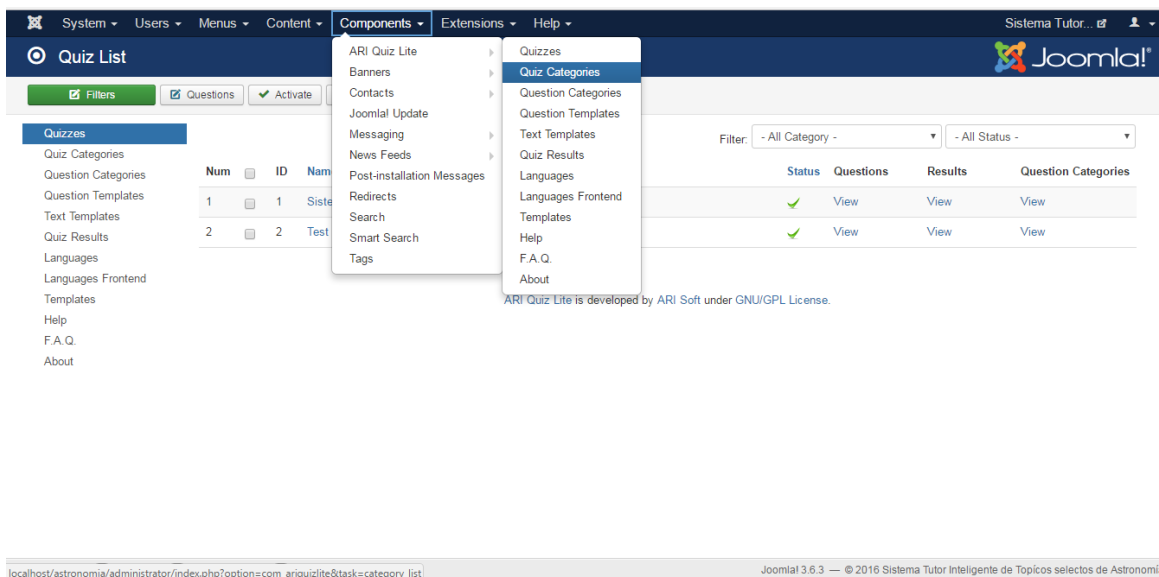 System Users Menus Content Components Extensions Help Sistema Tutor...
Quiz List Joomla!®
Filters Questions Activate
Quizzes
Quiz Categories
Question Categories
Question Templates
Text Templates
Quiz Results
Languages
Languages Frontend
Templates
Help
F.A.Q.
About
ARI Quiz Lite
Banners
Contacts
Joomla! Update
Messaging
News Feeds
Post-installation Messages
Redirects
Search
Smart Search
Tags
Quizzes
Quiz Categories
Question Categories
Question Templates
Text Templates
Quiz Results
Languages
Languages Frontend
Templates
Help
F.A.Q.
About
Filter: - All Category - - All Status -
Num ID Status Questions Results Question Categories
1 1 View View View
2 2 Test View View View
ARI Quiz Lite is developed by ARI Soft under GNU/GPL License.
localhost/astronomia/administrator/index.php?option=com_ariquizlite&task=category_list
Joomla! 3.6.3 — © 2016 Sistema Tutor Inteligente de Topícos selectos de Astronomí